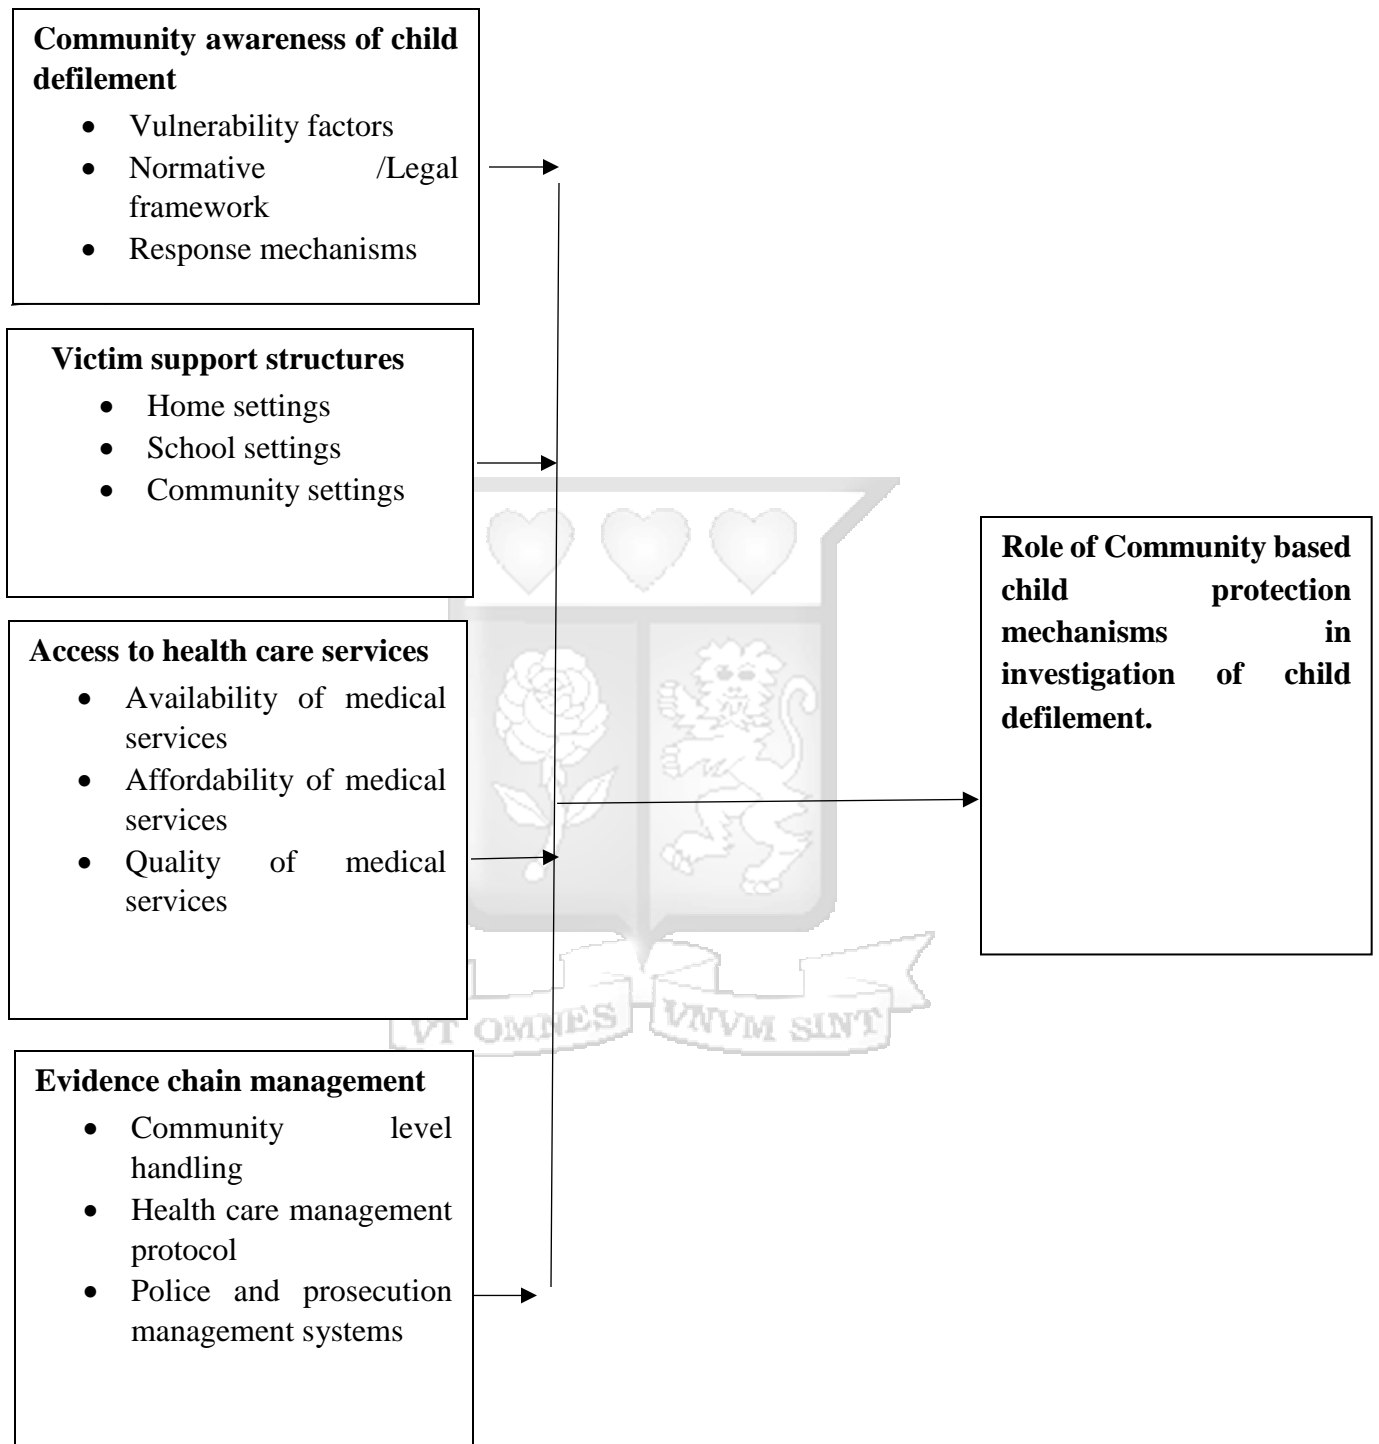 Community awareness of child
defilement
• Vulnerability factors
• Normative /Legal
framework
• Response mechanisms
Victim support structures
• Home settings
• School settings
• Community settings
Access to health care services
• Availability of medical
services
• Affordability of medical
services
• Quality of medical
services
Evidence chain management
• Community level
handling
• Health care management
protocol
• Police and prosecution
management systems
Role of Community based
child protection
mechanisms in
investigation of child
defilement.
VT OMNES VNVM SINT